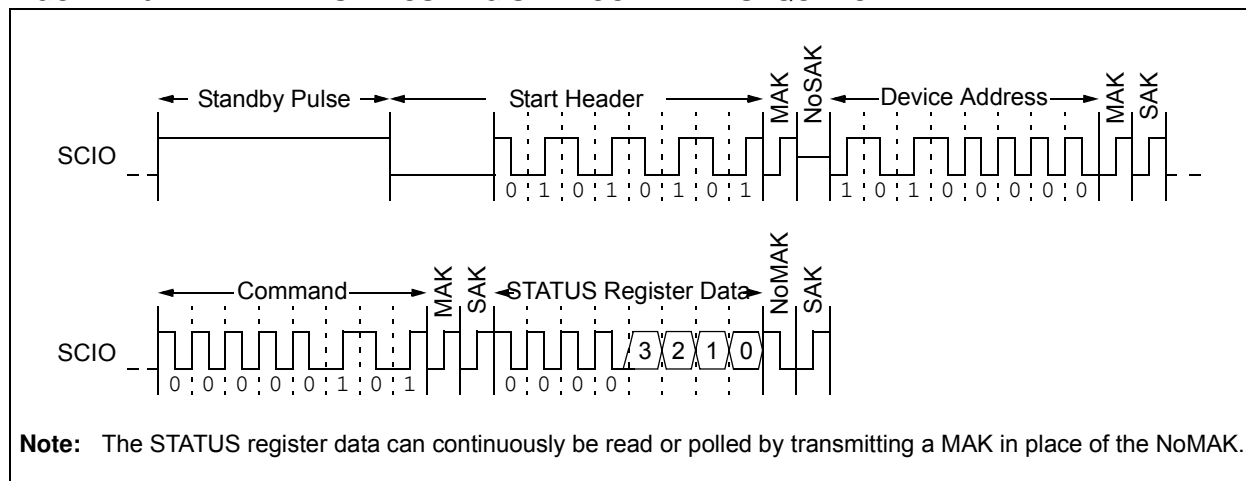 Standby Pulse Start Header MAK NoSAK Device Address MAK SAK
SCIO
0 1 0 1 0 1 0 1 1 0 1 0 0 0 0 0
Command MAK SAK STATUS Register Data NoMAK SAK
SCIO 3 2 1 0
0 0 0 0 0 1 0 1 0 0 0 0
Note: The STATUS register data can continuously be read or polled by transmitting a MAK in place of the NoMAK.